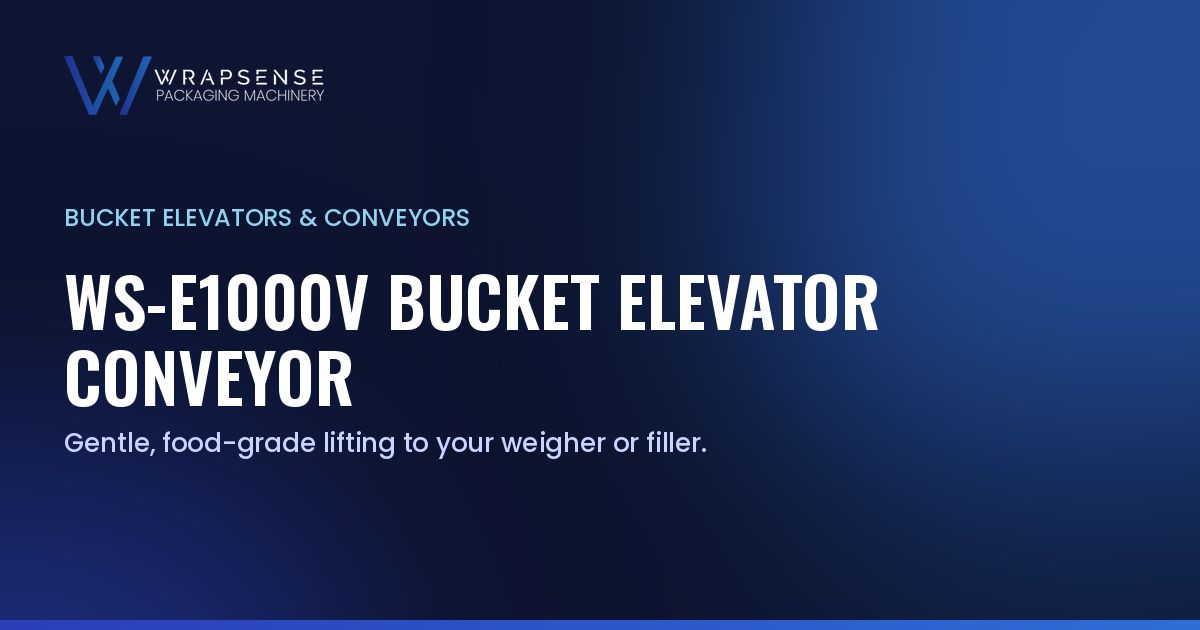 WRAPSENSE
PACKAGING MACHINERY
BUCKET ELEVATORS & CONVEYORS
WS-E1000V BUCKET ELEVATOR
CONVEYOR
Gentle, food-grade lifting to your weigher or filler.